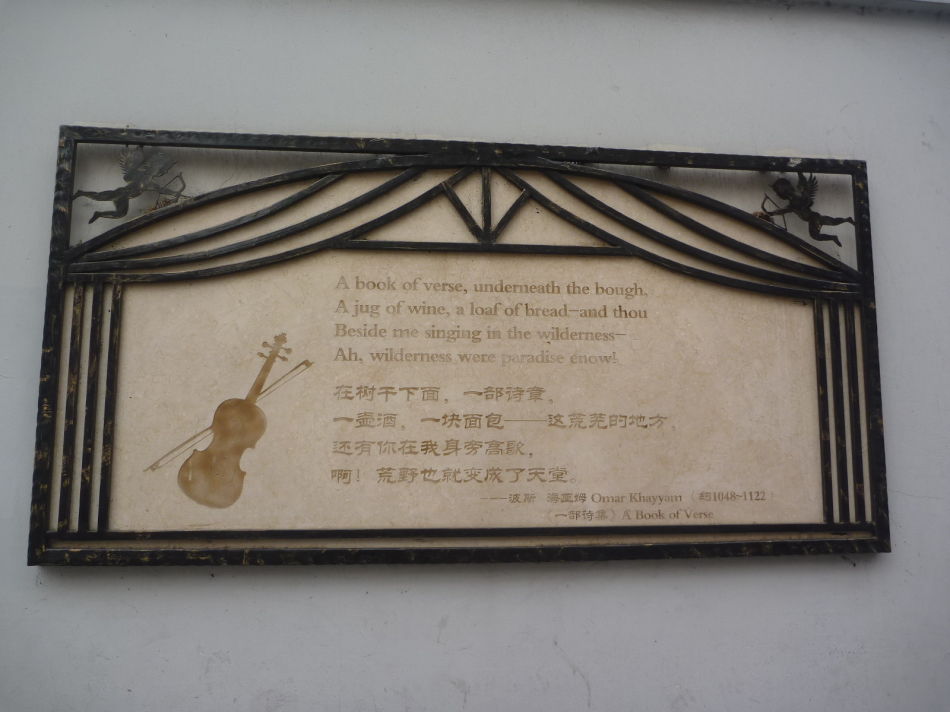 A book of verse, underneath the bough,
A jug of wine, a loaf of bread—and thou
Beside me singing in the wilderness—
Ah, wilderness were paradise enow!
在树干下面，一部诗章，
一壶酒，一块面包——这荒芜的地方，
还有你在我身旁高歌，
啊！荒野也就变成了天堂。
——波斯 海亚姆 Omar Khayyam（约1048~1122）
《一部诗集》A Book of Verse